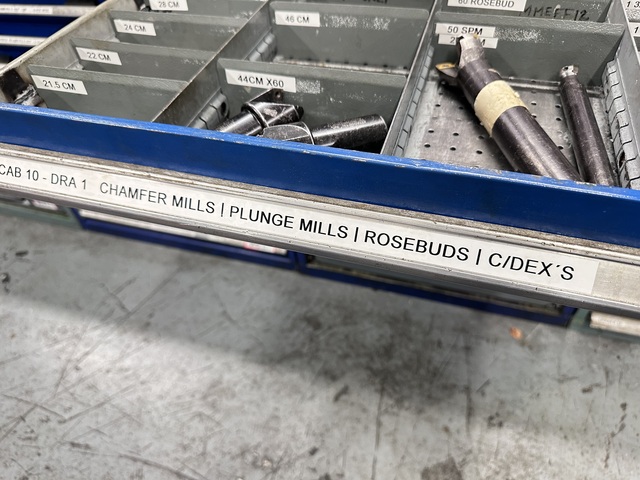 28 CM
60 ROSEBUD
24 CM
46 CM
50 SPM
22 CM
21.5 CM
44CM X60
CAB 10 - DRA 1 CHAMFER MILLS | PLUNGE MILLS | ROSEBUDS | C/DEX´S